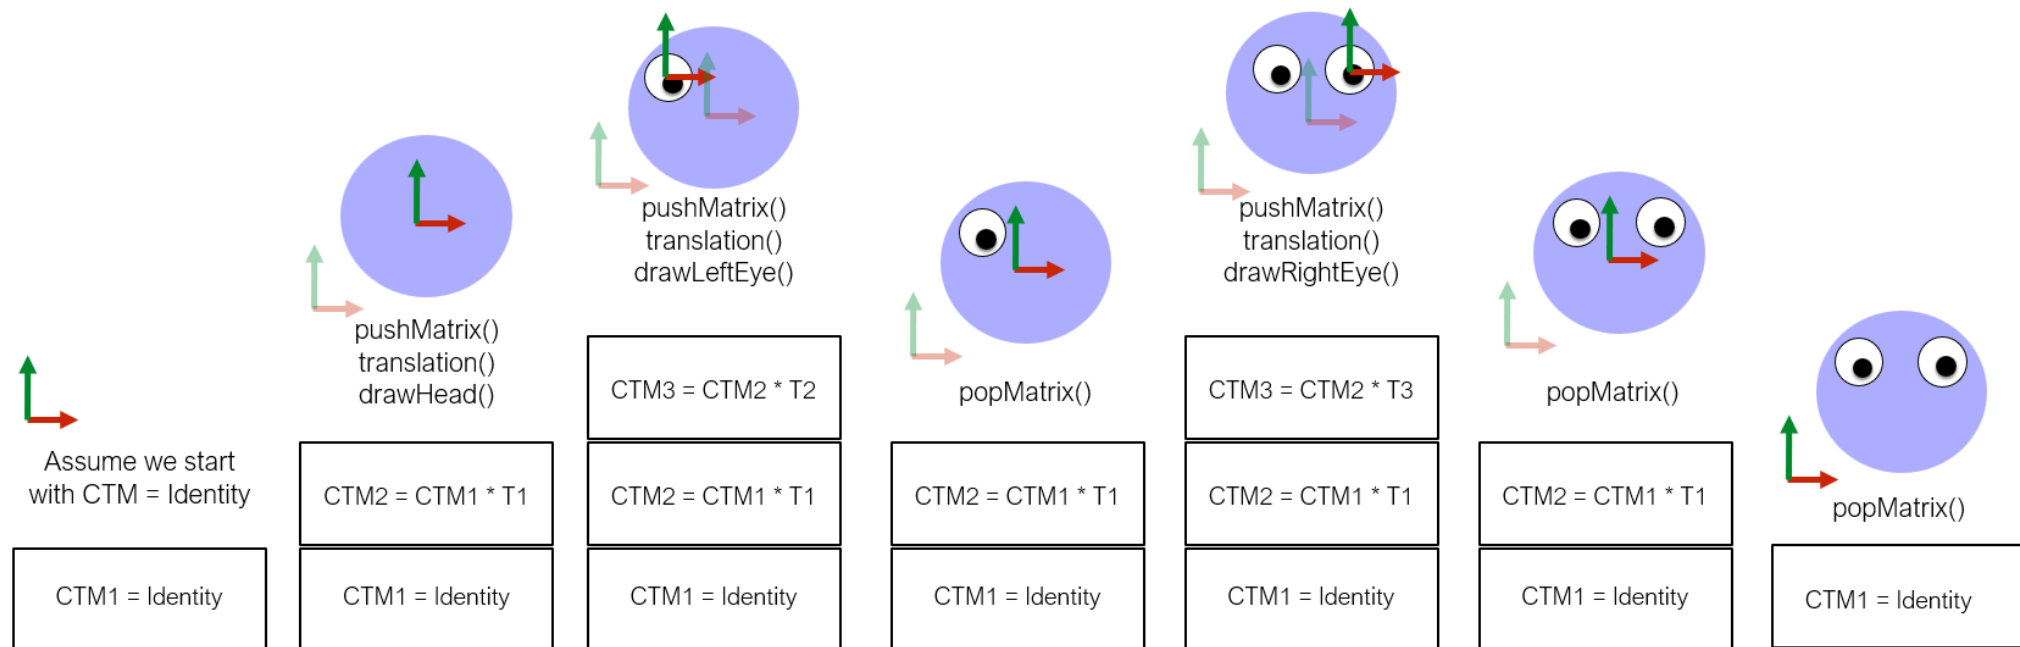 Assume we start
with CTM = Identity
CTM1 = Identity
pushMatrix()
translation()
drawHead()
CTM2 = CTM1 * T1
CTM1 = Identity
pushMatrix()
translation()
drawLeftEye()
CTM3 = CTM2 * T2
CTM2 = CTM1 * T1
CTM1 = Identity
popMatrix()
CTM2 = CTM1 * T1
CTM1 = Identity
pushMatrix()
translation()
drawRightEye()
CTM3 = CTM2 * T3
CTM2 = CTM1 * T1
CTM1 = Identity
popMatrix()
CTM2 = CTM1 * T1
CTM1 = Identity
popMatrix()
CTM1 = Identity